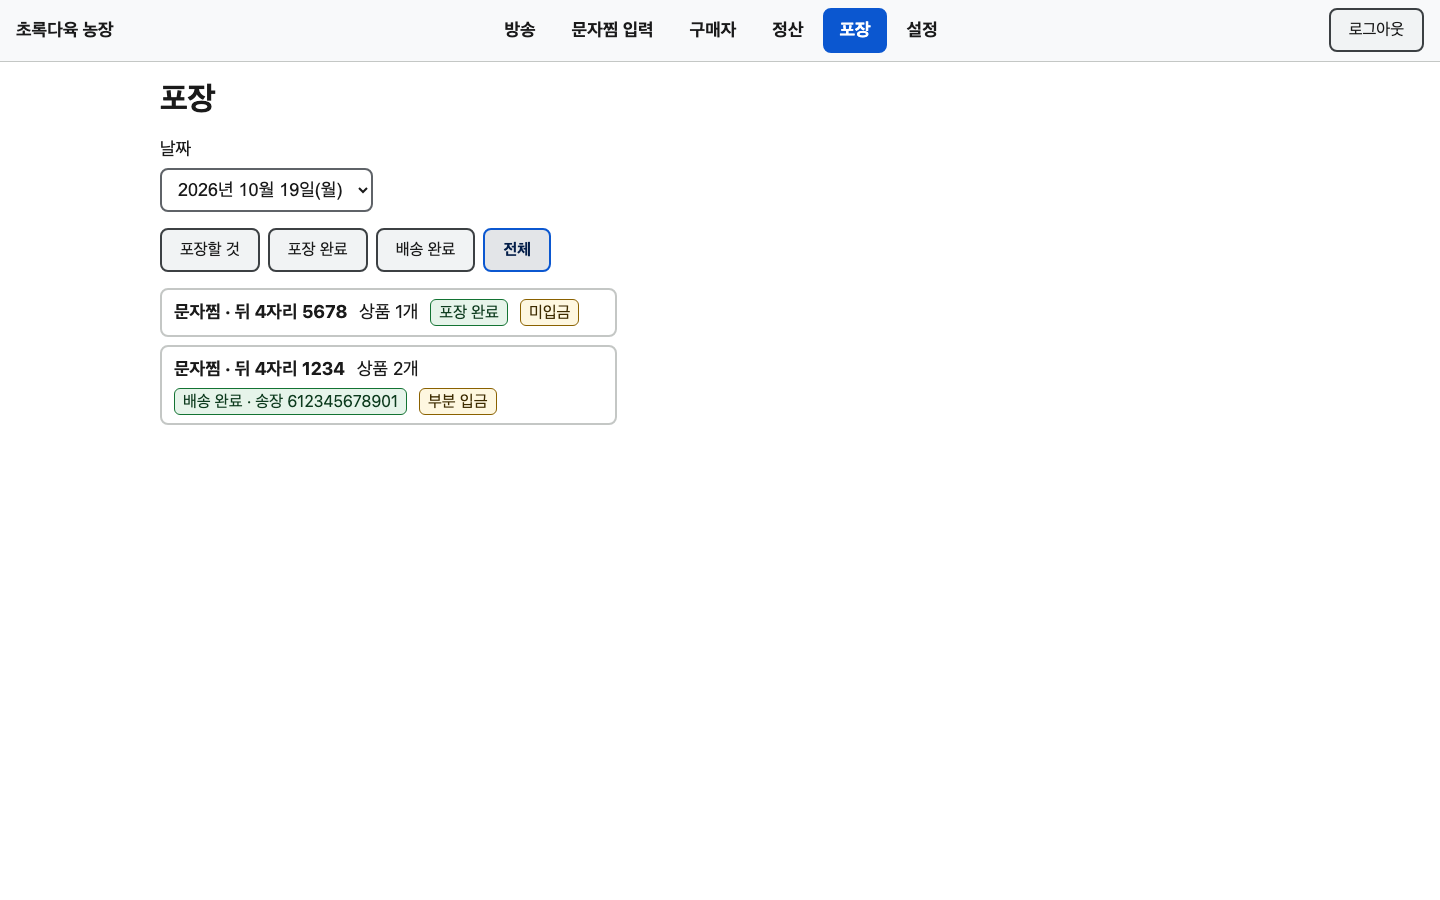 초록다육 농장 방송 문자찜 입력 구매자 정산 포장 설정 로그아웃
포장
날짜
2026년 10월 19일(월)
포장할 것 포장 완료 배송 완료 전체
문자찜 · 뒤 4자리 5678 상품 1개 포장 완료 미입금
문자찜 · 뒤 4자리 1234 상품 2개
배송 완료 · 송장 612345678901 부분 입금